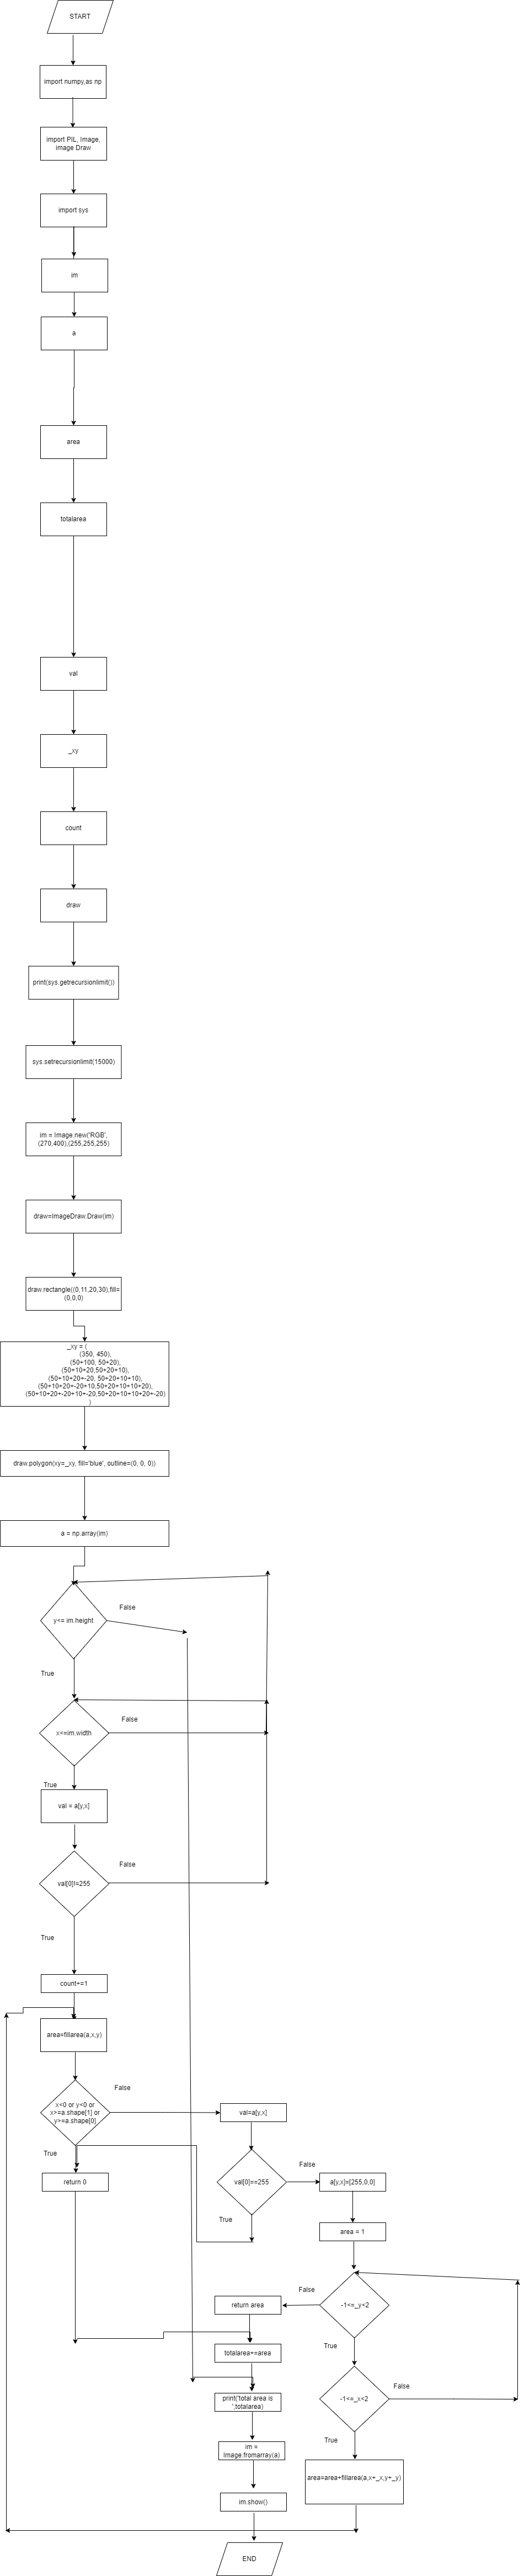 START
import numpy,as np
import PIL, Image,
image Draw
import sys
im
a
area
totalarea
val
_xy
count
draw
print(sys.getrecursionlimit())
sys.setrecursionlimit(15000)
im = Image.new('RGB',
(270,400),(255,255,255)
draw=ImageDraw.Draw(im)
draw.rectangle((0,11,20,30),fill=
(0,0,0)
_xy = (
(350, 450),
(50+100, 50+20),
(50+10+20,50+20+10),
(50+10+20+-20, 50+20+10+10),
(50+10+20+-20+10,50+20+10+10+20),
(50+10+20+-20+10+-20,50+20+10+10+20+-20)
)
draw.polygon(xy=_xy, fill='blue', outline=(0, 0, 0))
a = np.array(im)
False
y<= im.height
True
False
x<=im.width
True
val = a[y,x]
False
val[0]!=255
True
count+=1
area=fillarea(a,x,y)
False
x<0 or y<0 or
x>=a.shape[1] or
y>=a.shape[0]
val=a[y,x]
True
False
return 0
val[0]==255
a[y,x]=[255,0,0]
True
area = 1
False
return area
-1<=_y<2
True
totalarea+=area
False
print('total area is
',totalarea)
-1<=_x<2
True
im =
Image.fromarray(a)
area=area+fillarea(a,x+_x,y+_y)
im.show()
END